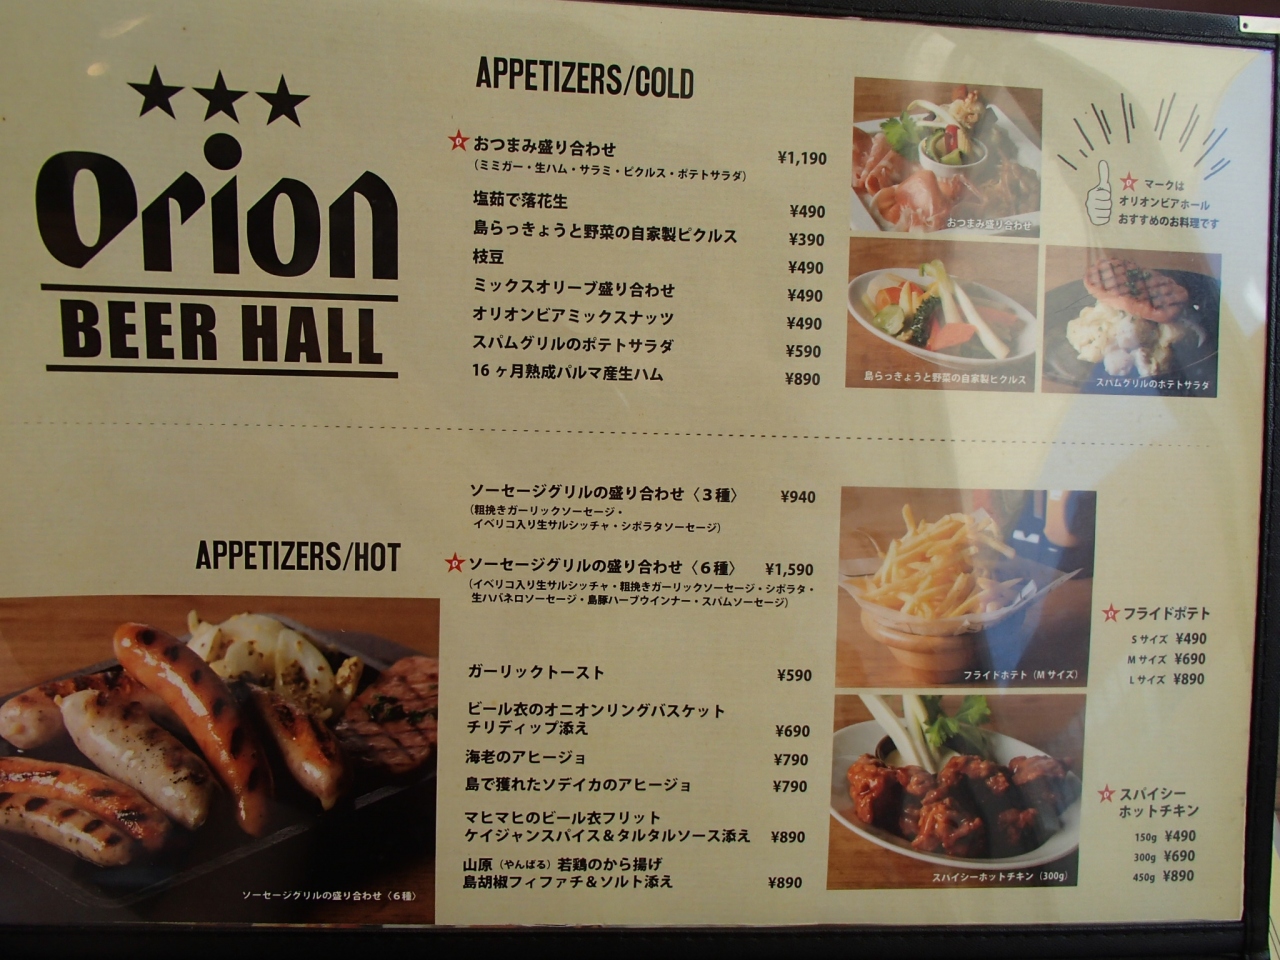 Orion
BEER HALL
APPETIZERS/COLD
おつまみ盛り合わせ ¥1,190
(ミミガー・生ハム・サラミ・ピクルス・ポテトサラダ)
塩茹で落花生 ¥490
島らっきょうと野菜の自家製ピクルス ¥390
枝豆 ¥490
ミックスオリーブ盛り合わせ ¥490
オリオンビアミックスナッツ ¥490
スパムグリルのポテトサラダ ¥590
16ヶ月熟成パルマ産生ハム ¥890
おつまみ盛り合わせ
マークは
オリオンビアホール
おすすめのお料理です
島らっきょうと野菜の自家製ピクルス
スパムグリルのポテトサラダ
APPETIZERS/HOT
ソーセージグリルの盛り合わせ〈6種〉
ソーセージグリルの盛り合わせ〈3種〉 ¥940
(粗挽きガーリックソーセージ・
イベリコ入り生サルシッチャ・シポラタソーセージ)
ソーセージグリルの盛り合わせ〈6種〉 ¥1,590
(イベリコ入り生サルシッチャ・粗挽きガーリックソーセージ・シポラタ・
生ハバネロソーセージ・島豚ハーブウインナー・スパムソーセージ)
ガーリックトースト ¥590
ビール衣のオニオンリングバスケット
チリディップ添え ¥690
海老のアヒージョ ¥790
島で獲れたソデイカのアヒージョ ¥790
マヒマヒのビール衣フリット
ケイジャンスパイス&タルタルソース添え ¥890
山原(やんばる)若鶏のから揚げ
島胡椒フィファチ&ソルト添え ¥890
フライドポテト(Mサイズ)
フライドポテト
Sサイズ ¥490
Mサイズ ¥690
Lサイズ ¥890
スパイシーホットチキン(300g)
スパイシー
ホットチキン
150g ¥490
300g ¥690
450g ¥890